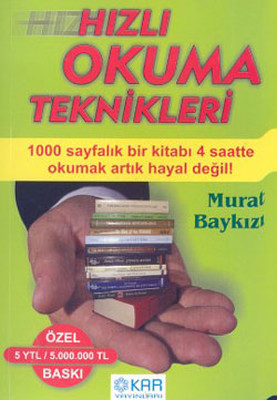 HIZLI
OKUMA
TEKNİKLERİ
1000 sayfalık bir kitabı 4 saatte
okumak artık hayal değil!
Murat
Baykızı
ÖZEL
5 YTL / 5.000.000 TL
BASKI
KAR
YAYINLARI